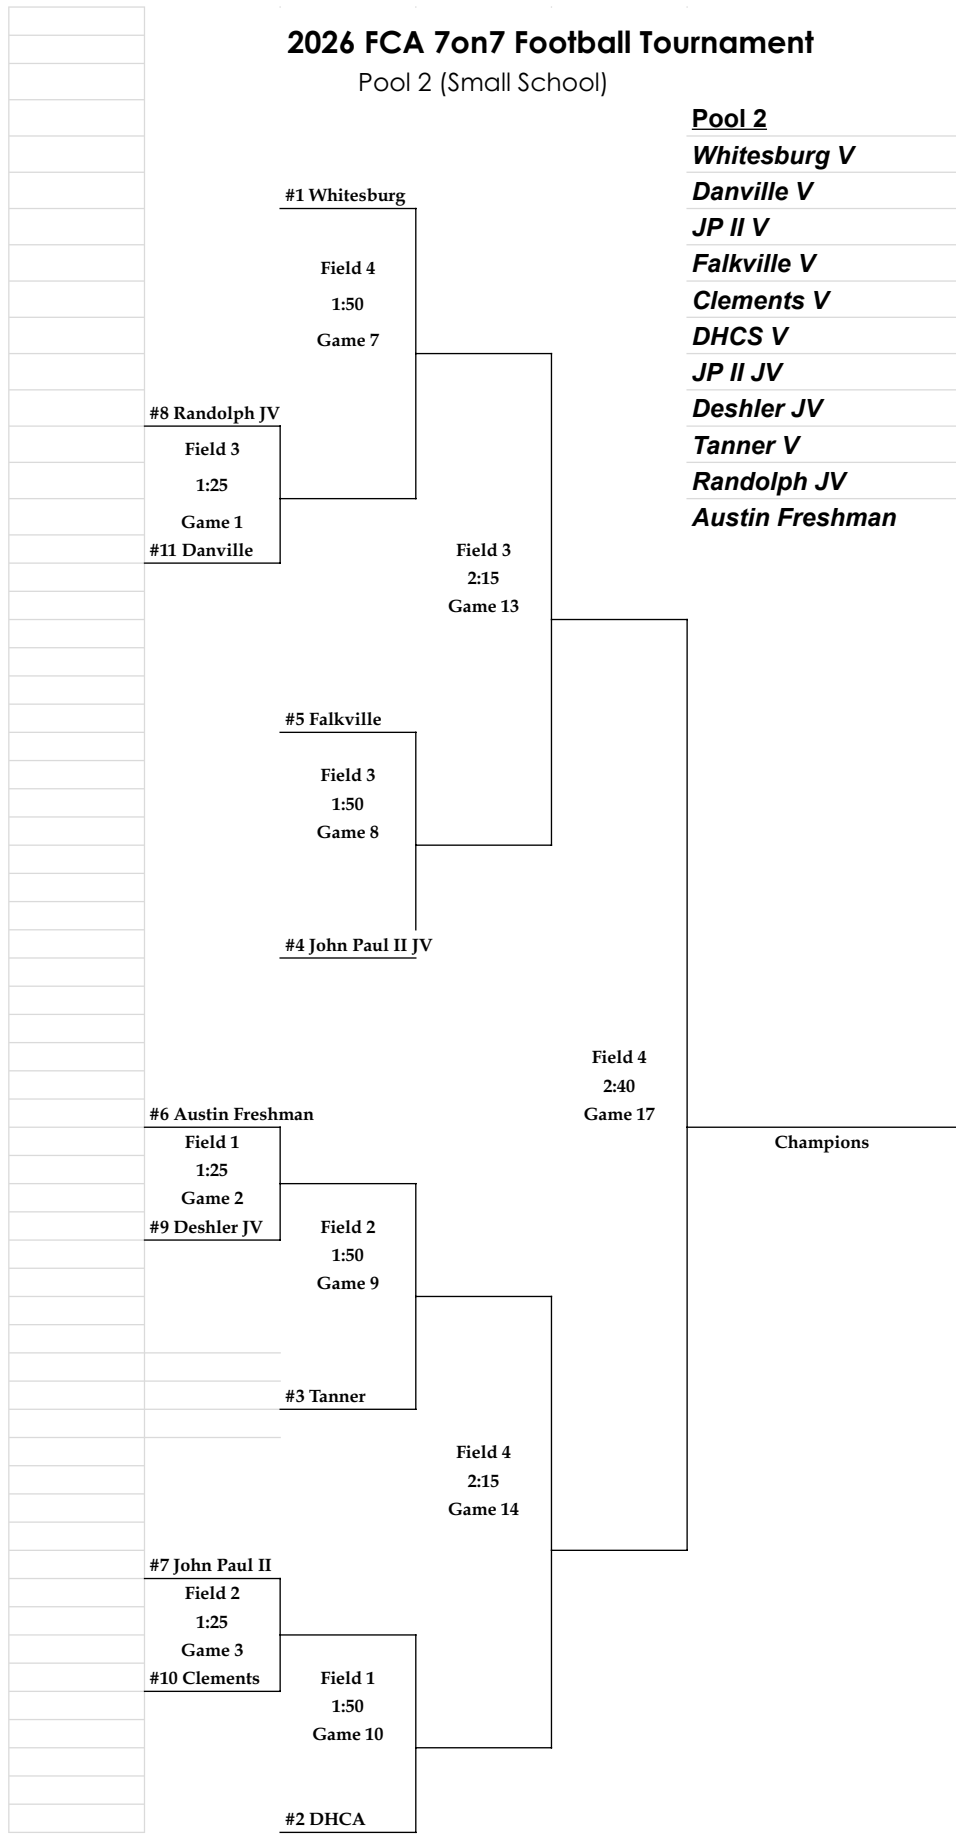 2026 FCA 7on7 Football Tournament
Pool 2 (Small School)
Pool 2
Whitesburg V
Danville V
JP II V
Falkville V
Clements V
DHCS V
JP II JV
Deshler JV
Tanner V
Randolph JV
Austin Freshman
#1 Whitesburg
Field 4
1:50
Game 7
#8 Randolph JV
Field 3
1:25
Game 1
#11 Danville
Field 3
2:15
Game 13
#5 Falkville
Field 3
1:50
Game 8
#4 John Paul II JV
Field 4
2:40
Game 17
Champions
#6 Austin Freshman
Field 1
1:25
Game 2
#9 Deshler JV
Field 2
1:50
Game 9
#3 Tanner
Field 4
2:15
Game 14
#7 John Paul II
Field 2
1:25
Game 3
#10 Clements
Field 1
1:50
Game 10
#2 DHCA